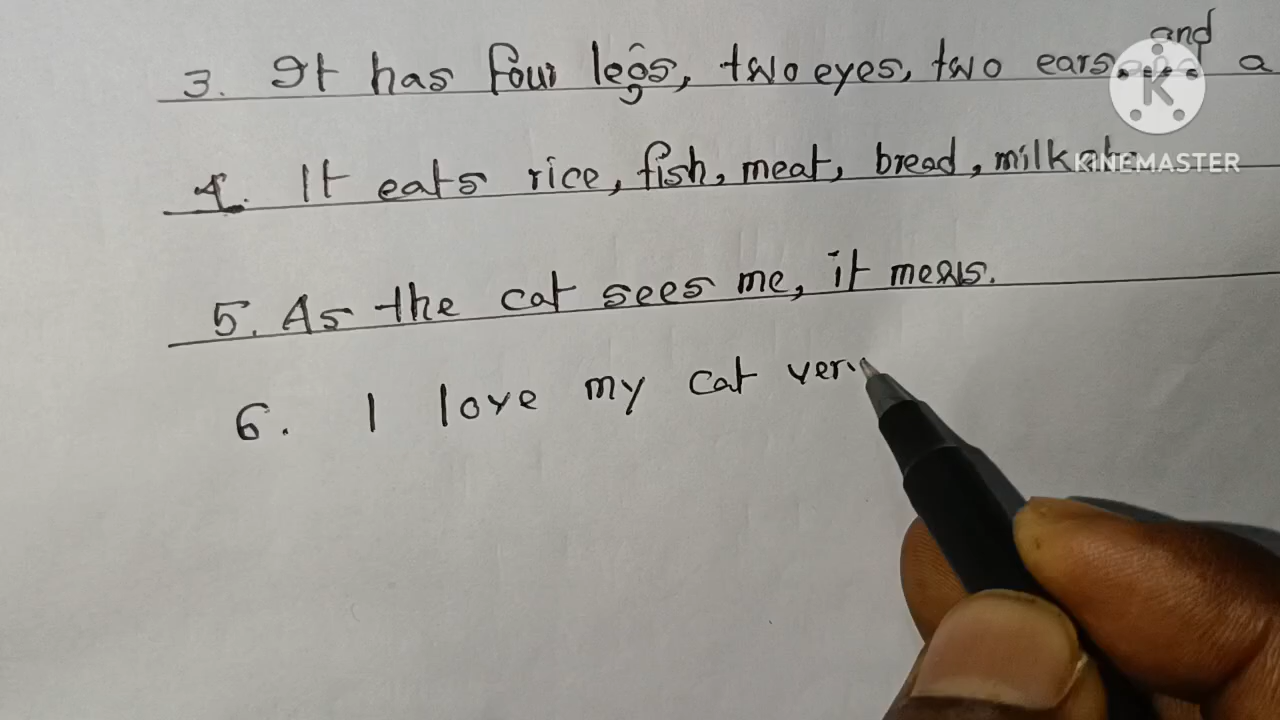 3. It has four legs, two eyes, two ears and a
4. It eats rice, fish, meat, bread, milk
KINEMASTER
5. As the cat sees me, it mews.
6. I love my cat ver